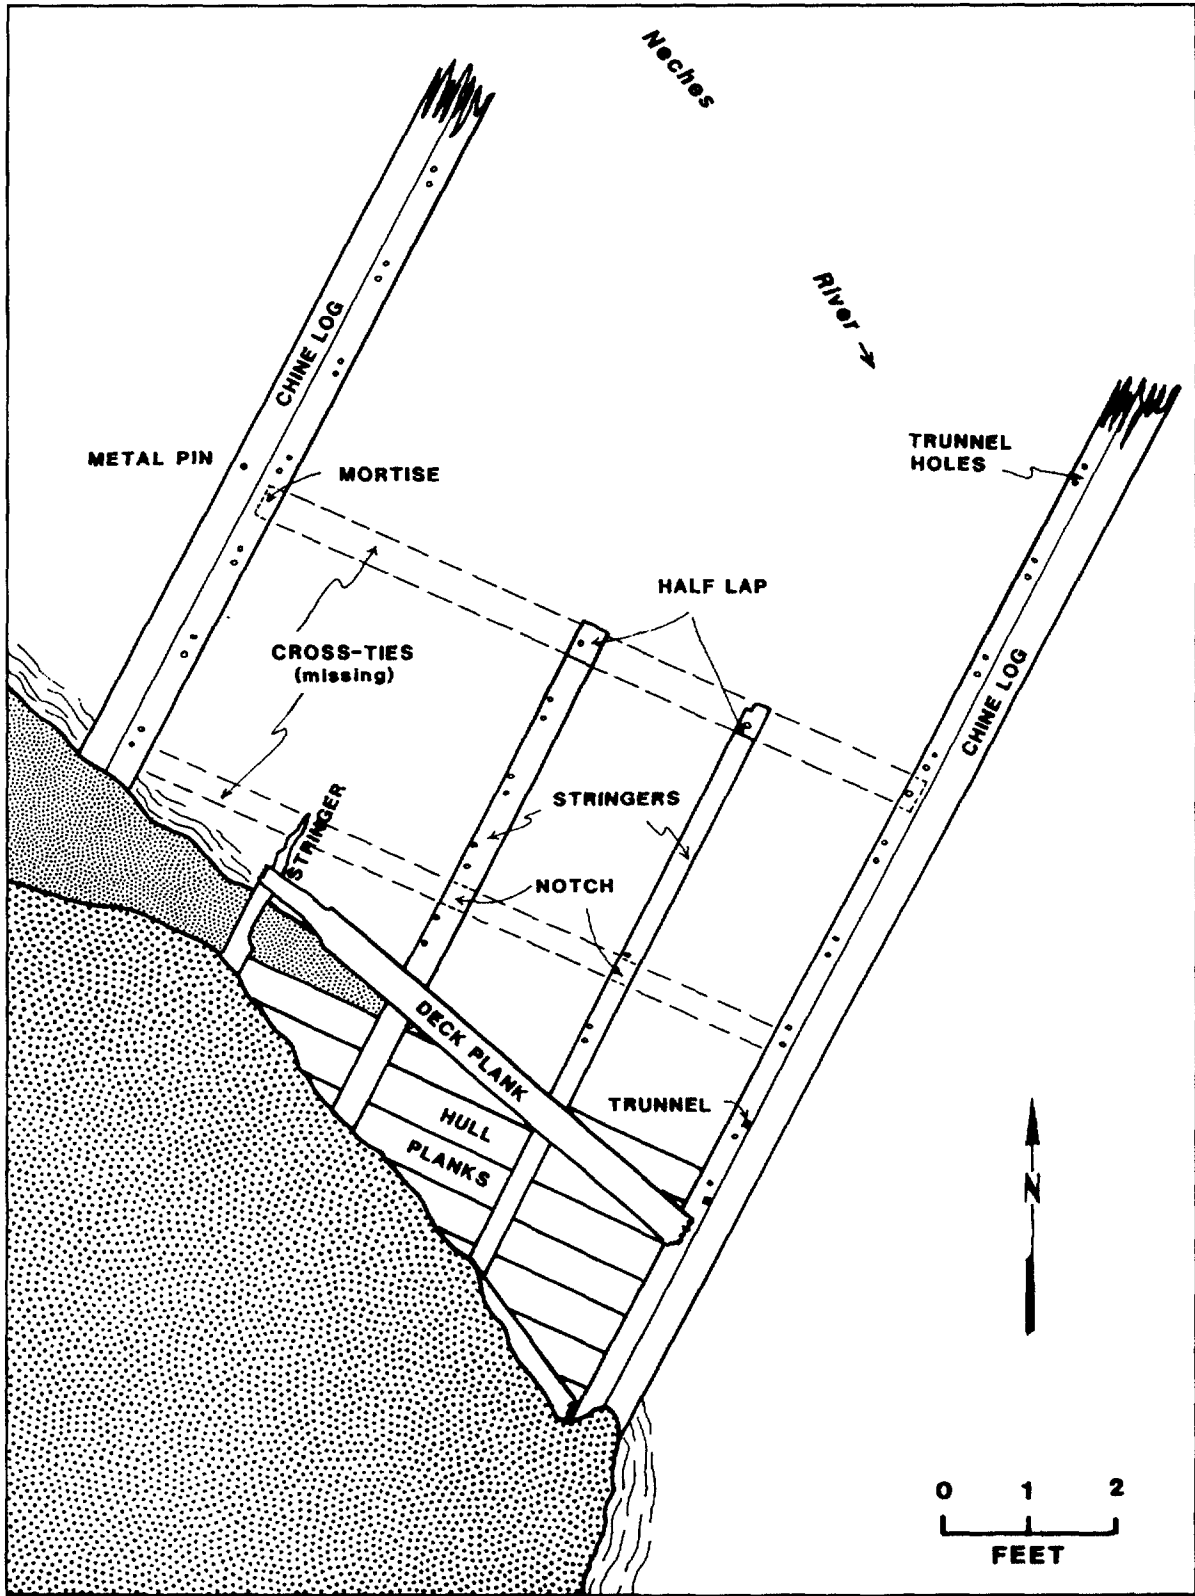 Neches
River
CHINE LOG
METAL PIN
MORTISE
TRUNNEL
HOLES
HALF LAP
CROSS-TIES
(missing)
CHINE LOG
STRINGER
STRINGERS
NOTCH
DECK PLANK
TRUNNEL
HULL
PLANKS
N
0 1 2
FEET